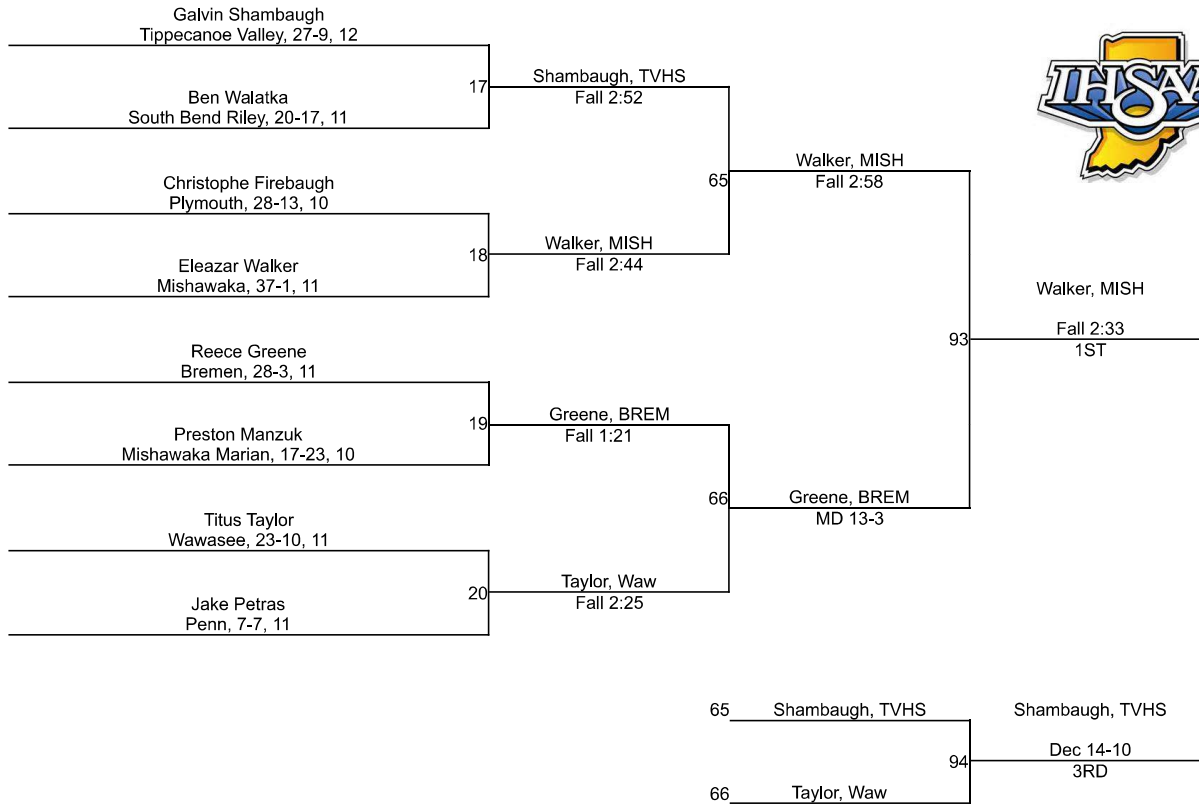 Galvin Shambaugh
Tippecanoe Valley, 27-9, 12
Ben Walatka
South Bend Riley, 20-17, 11
Christophe Firebaugh
Plymouth, 28-13, 10
Eleazar Walker
Mishawaka, 37-1, 11
Reece Greene
Bremen, 28-3, 11
Preston Manzuk
Mishawaka Marian, 17-23, 10
Titus Taylor
Wawasee, 23-10, 11
Jake Petras
Penn, 7-7, 11
17
Shambaugh, TVHS
Fall 2:52
18
Walker, MISH
Fall 2:44
19
Greene, BREM
Fall 1:21
20
Taylor, Waw
Fall 2:25
65
Walker, MISH
Fall 2:58
66
Greene, BREM
MD 13-3
93
Walker, MISH
Fall 2:33
1ST
65
Shambaugh, TVHS
66
Taylor, Waw
94
Shambaugh, TVHS
Dec 14-10
3RD
IHSAA